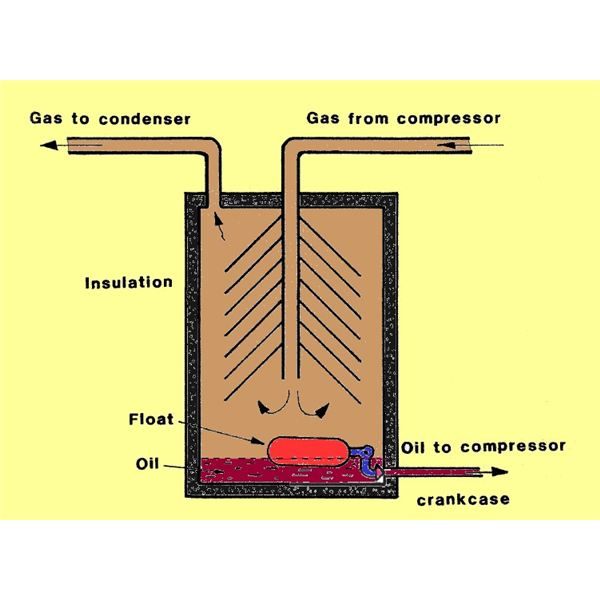 Gas to condenser
Gas from compressor
Insulation
Float
Oil
Oil to compressor
crankcase